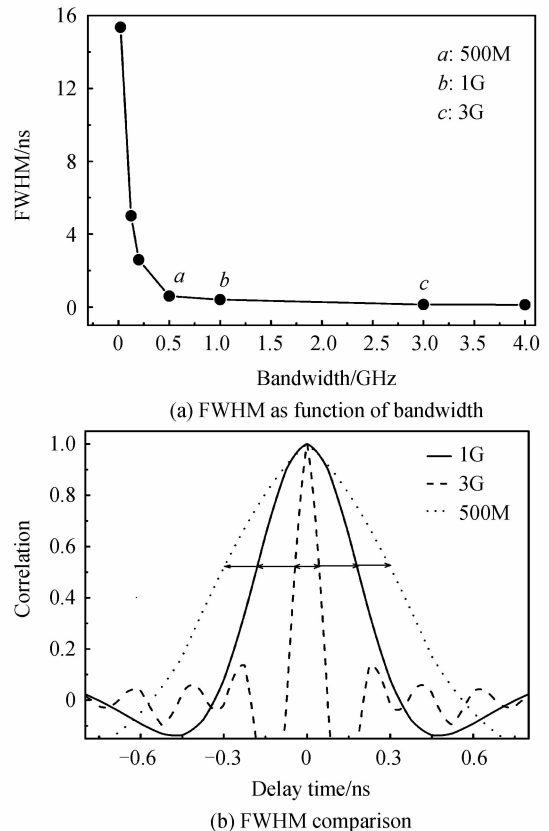 16
12
8
4
0
FWHM/ns
a: 500M
b: 1G
c: 3G
a
b
c
0 0.5 1.0 1.5 2.0 2.5 3.0 3.5 4.0
Bandwidth/GHz
(a) FWHM as function of bandwidth
1.0
0.8
0.6
0.4
0.2
0
Correlation
1G
3G
500M
−0.6 −0.3 0 0.3 0.6
Delay time/ns
(b) FWHM comparison